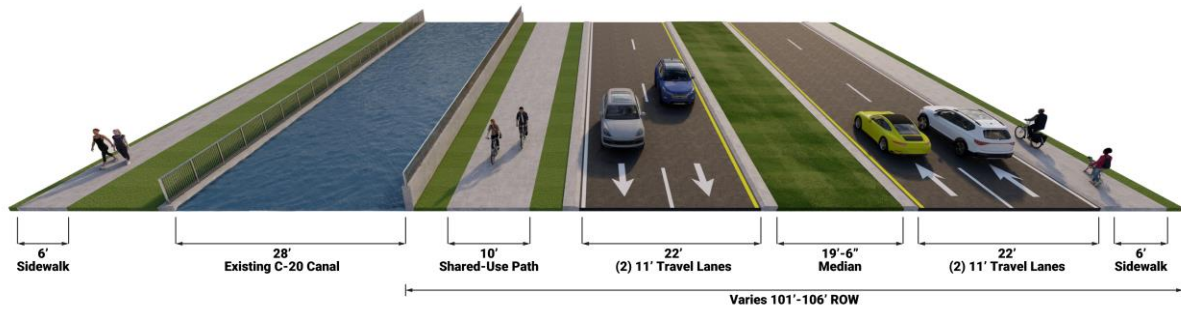 6’
Sidewalk
28’
Existing C-20 Canal
10’
Shared-Use Path
22’
(2) 11’ Travel Lanes
19’-6”
Median
22’
(2) 11’ Travel Lanes
6’
Sidewalk
Varies 101’-106’ ROW